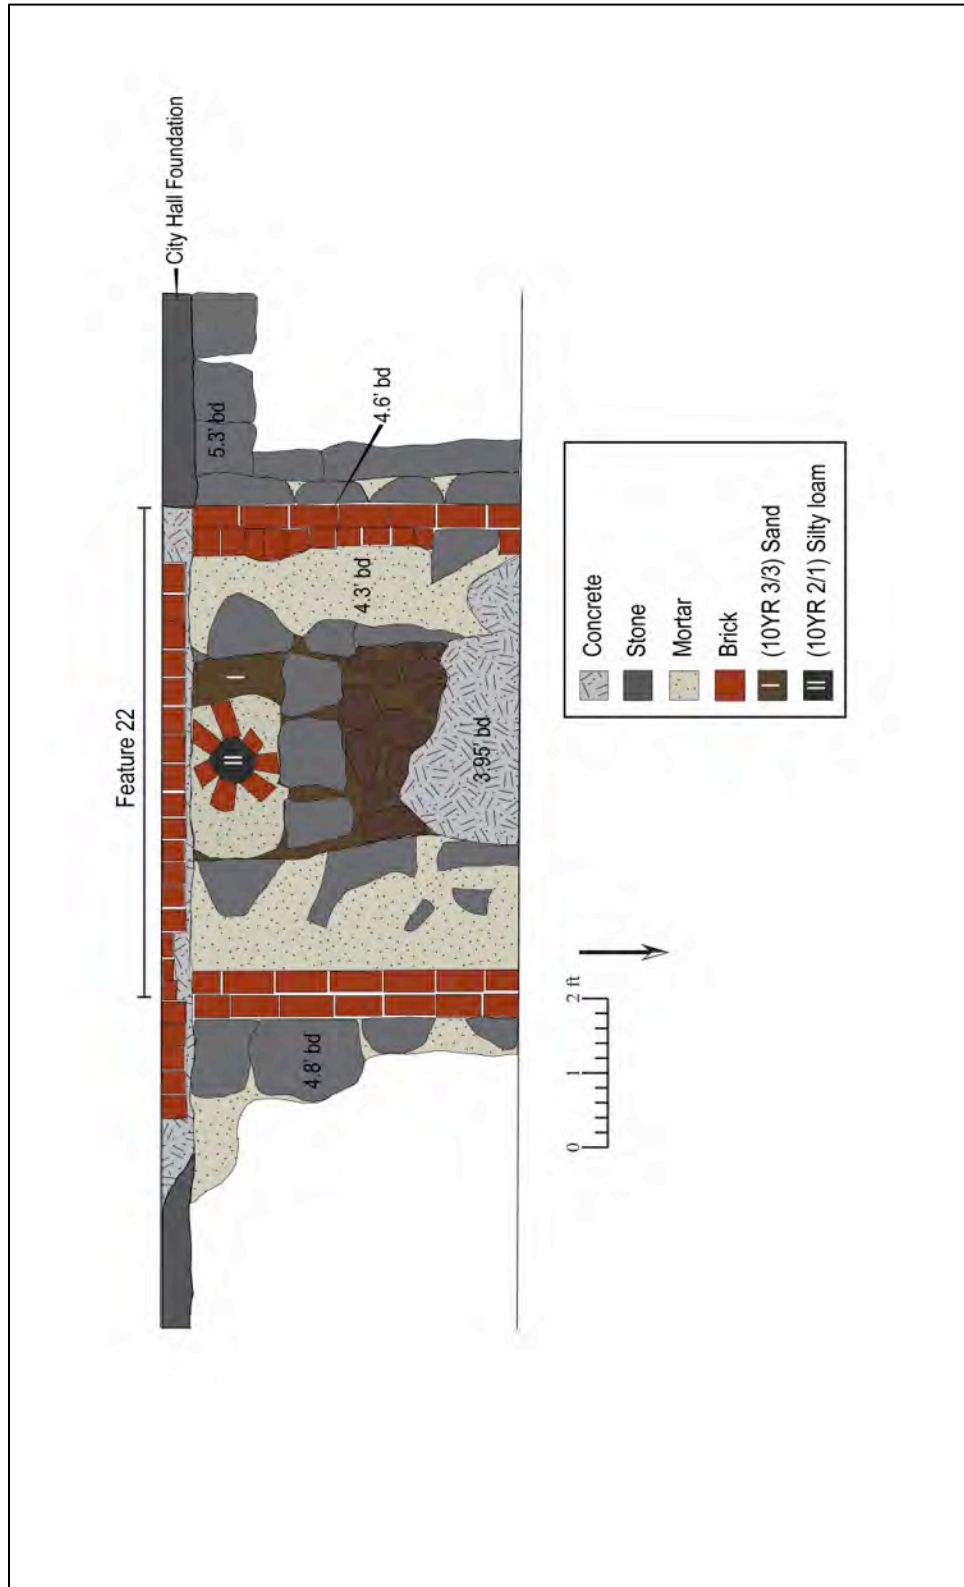 City Hall Foundation
Feature 22
5.3' bd
4.6' bd
4.3' bd
I
II
3.95' bd
4.8' bd
0
1
2 ft
Concrete
Stone
Mortar
Brick
I
(10YR 3/3) Sand
II
(10YR 2/1) Silty loam